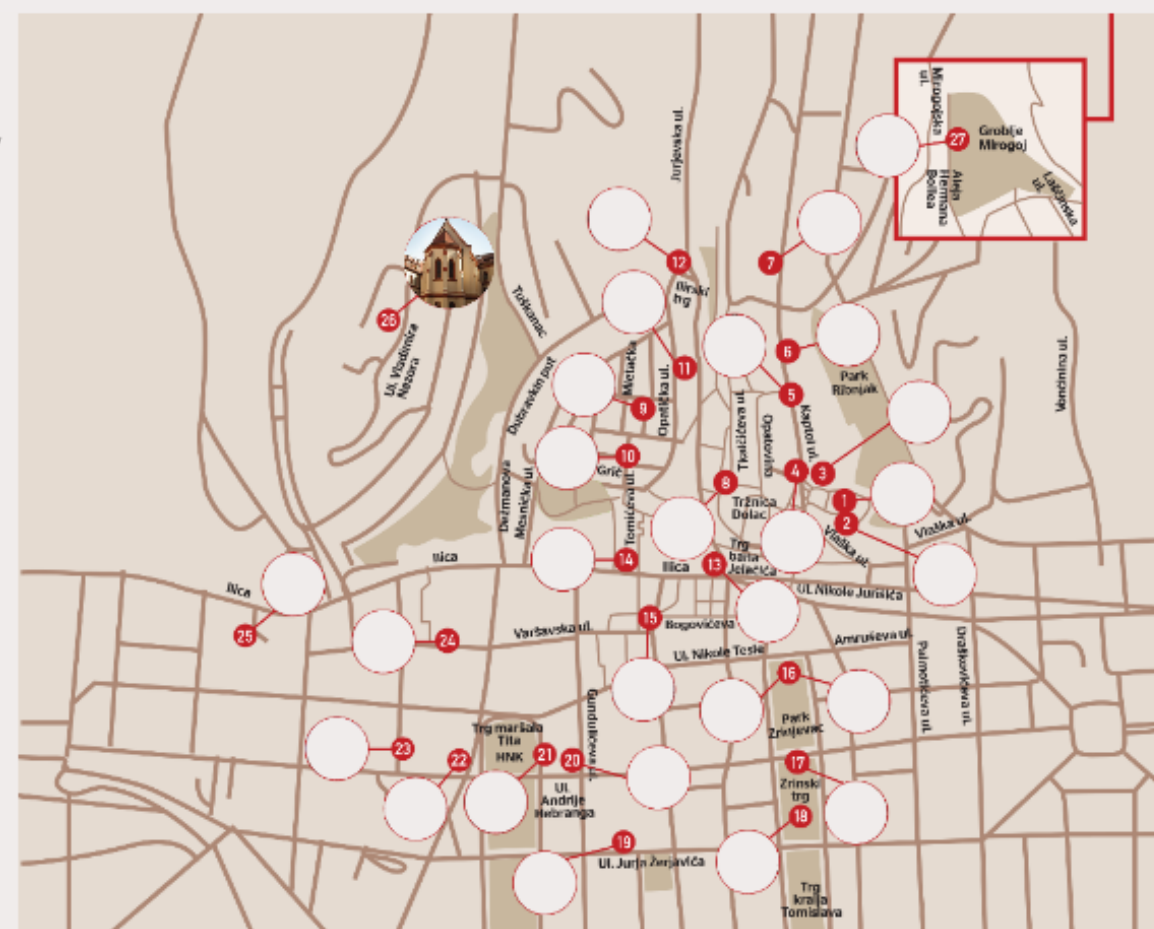 Mirogojska
ul.
27
Groblje
Mirogoj
Aleja
Hermana
Bollea
Laščinska
ul.
Jurjevska ul.
12
7
Ilirski
trg
Tuškanac
26
Ul. Vladimira
Nazora
11
6
Park
Ribnjak
Voncinina ul.
Dubravkin put
Mletačka
Opatička ul.
9
5
Kaptol ul.
Tkalčićeva ul.
Opatovina
10
Grič
4
3
8
1
2
Tržnica
Dolac
Vlaška ul.
Vlaška ul.
Dežmanova
Mesnička ul.
Tomićeva ul.
14
Ilica
Ilica
Ilica
Trg
bana
Jelačića
13
Ul. Nikole Jurišića
25
24
15
Varšavska ul.
Bogovićeva
Ul. Nikole Tesle
Amruševa ul.
Palmotićeva ul.
Draškovićeva ul.
16
Park
Zrinjevac
Gundulićeva ul.
Trg maršala
Tita
HNK
23
22
21
20
17
Ul.
Andrije
Hebranga
Zrinski
trg
18
19
Ul. Jurja Žerjavića
Trg
kralja
Tomislava